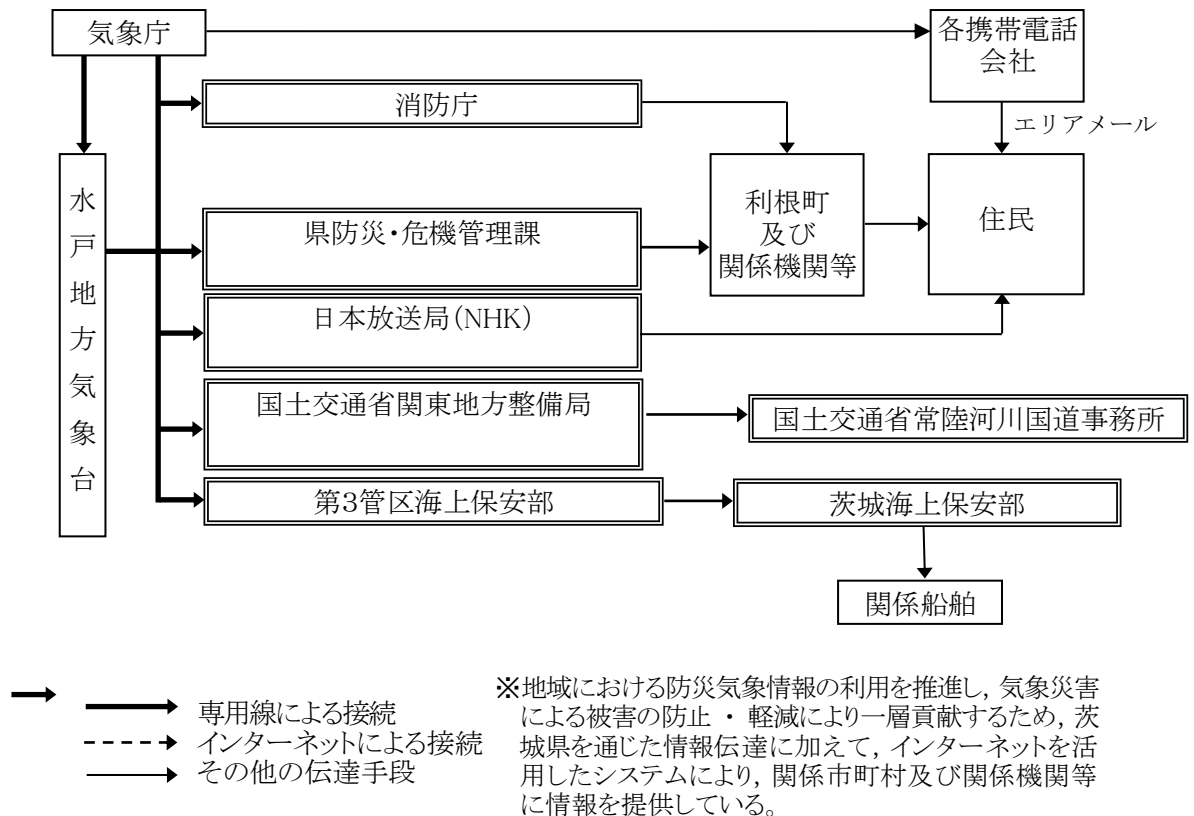 気象庁
各携帯電話
会社
消防庁
エリアメール
水戸地方気象台
県防災・危機管理課
利根町
及び
関係機関等
住民
日本放送局(NHK)
国土交通省関東地方整備局
国土交通省常陸河川国道事務所
第3管区海上保安部
茨城海上保安部
関係船舶
専用線による接続
インターネットによる接続
その他の伝達手段
※地域における防災気象情報の利用を推進し, 気象災害
による被害の防止 ・ 軽減により一層貢献するため, 茨
城県を通じた情報伝達に加えて, インターネットを活
用したシステムにより, 関係市町村及び関係機関等
に情報を提供している。